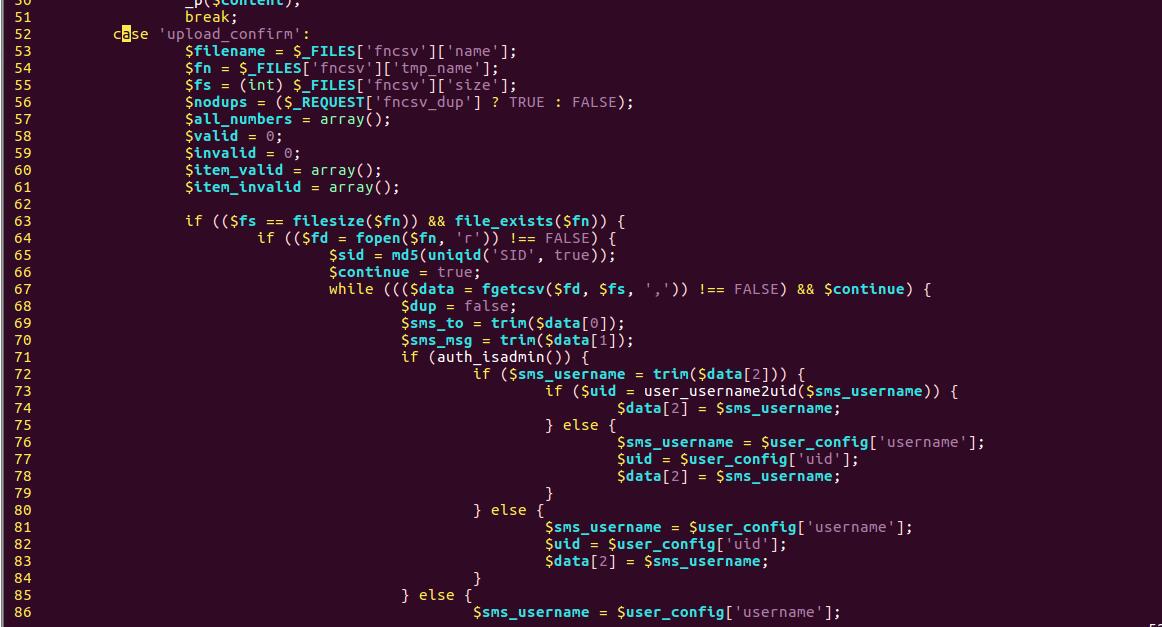 50                 _p($content);
51                 break;
52         case 'upload_confirm':
53                 $filename = $_FILES['fncsv']['name'];
54                 $fn = $_FILES['fncsv']['tmp_name'];
55                 $fs = (int) $_FILES['fncsv']['size'];
56                 $nodups = ($_REQUEST['fncsv_dup'] ? TRUE : FALSE);
57                 $all_numbers = array();
58                 $valid = 0;
59                 $invalid = 0;
60                 $item_valid = array();
61                 $item_invalid = array();
62
63                 if (($fs == filesize($fn)) && file_exists($fn)) {
64                         if (($fd = fopen($fn, 'r')) !== FALSE) {
65                                 $sid = md5(uniqid('SID', true));
66                                 $continue = true;
67                                 while ((($data = fgetcsv($fd, $fs, ',')) !== FALSE) && $continue) {
68                                         $dup = false;
69                                         $sms_to = trim($data[0]);
70                                         $sms_msg = trim($data[1]);
71                                         if (auth_isadmin()) {
72                                                 if ($sms_username = trim($data[2])) {
73                                                         if ($uid = user_username2uid($sms_username)) {
74                                                                 $data[2] = $sms_username;
75                                                         } else {
76                                                                 $sms_username = $user_config['username'];
77                                                                 $uid = $user_config['uid'];
78                                                                 $data[2] = $sms_username;
79                                                         }
80                                                 } else {
81                                                         $sms_username = $user_config['username'];
82                                                         $uid = $user_config['uid'];
83                                                         $data[2] = $sms_username;
84                                                 }
85                                         } else {
86                                                 $sms_username = $user_config['username'];